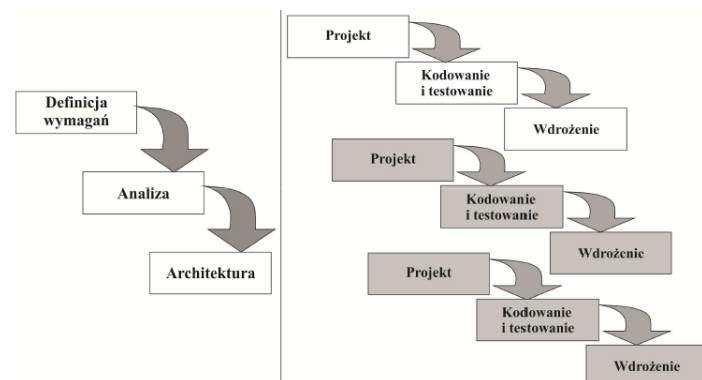 Definicja
wymagań
Analiza
Architektura
Projekt
Kodowanie
i testowanie
Wdrożenie
Projekt
Kodowanie
i testowanie
Wdrożenie
Projekt
Kodowanie
i testowanie
Wdrożenie